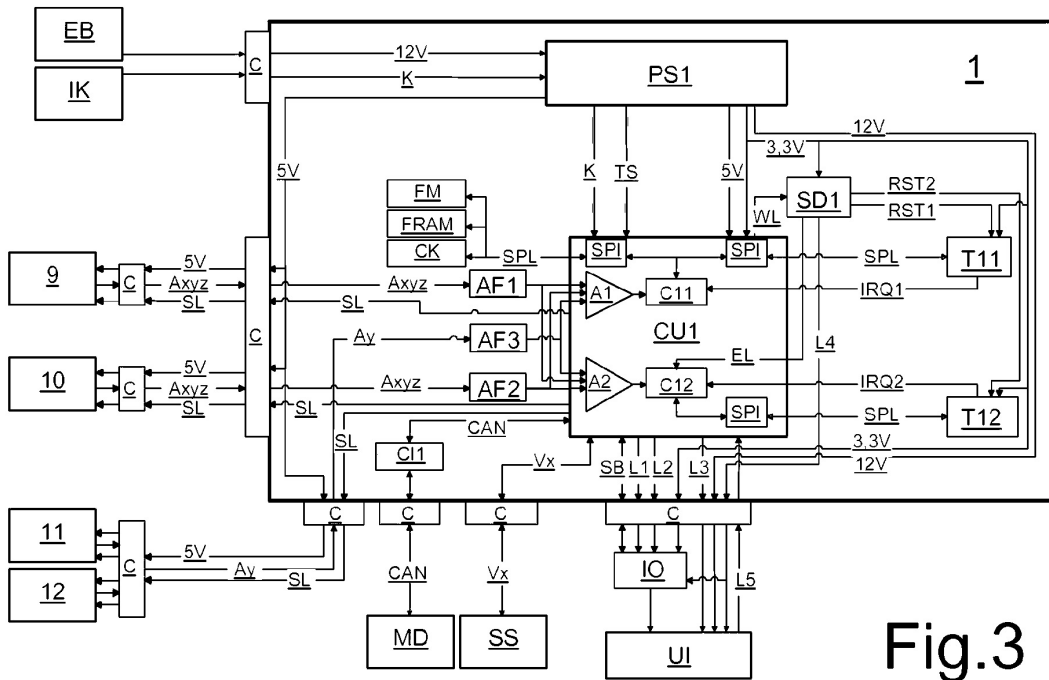 EB
12V
1
IK
C
K
PS1
12V
3,3V
5V
K
TS
5V
FM
SD1
RST2
RST1
FRAM
WL
CK
SPL
SPI
SPI
SPL
T11
9
C
5V
Axyz
SL
C
Axyz
AF1
A1
C11
IRQ1
SL
CU1
Ay
AF3
EL
L4
10
C
5V
Axyz
SL
Axyz
AF2
A2
C12
IRQ2
SL
SPI
SPL
T12
SL
CAN
CI1
Vx
SB
L1
L2
L3
3,3V
12V
C
C
C
C
11
12
C
5V
Ay
SL
CAN
Vx
IO
L5
MD
SS
UI
Fig.3